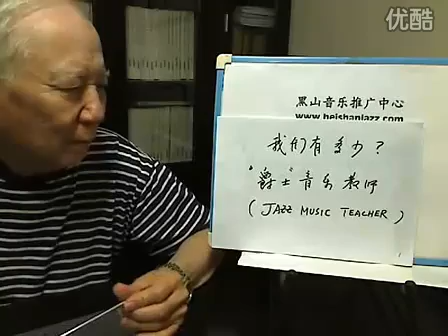 优酷
黑山音乐推广中心
www.heishanjazz.com
我们有多少？
"爵士"音乐教师
(JAZZ MUSIC TEACHER)